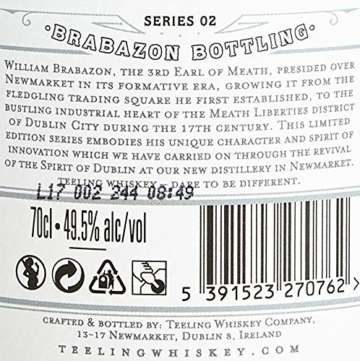 SERIES 02
· BRABAZON BOTTLING ·
WILLIAM BRABAZON, THE 3RD EARL OF MEATH, PRESIDED OVER
NEWMARKET IN ITS FORMATIVE ERA, GROWING IT FROM THE
FLEDGLING TRADING SQUARE HE FIRST ESTABLISHED, TO THE
BUSTLING INDUSTRIAL HEART OF THE MEATH LIBERTIES DISTRICT
OF DUBLIN CITY DURING THE 17TH CENTURY. THIS LIMITED
EDITION SERIES EMBODIES HIS UNIQUE CHARACTER AND SPIRIT OF
INNOVATION WHICH WE HAVE CARRIED ON THROUGH THE REVIVAL
OF THE SPIRIT OF DUBLIN AT OUR NEW DISTILLERY IN NEWMARKET.
TEELING WHISKEY - DARE TO BE DIFFERENT.
L17 002 244 08:49
70cl · 49.5% alc/vol
5 391523 270762 >
CRAFTED & BOTTLED BY: TEELING WHISKEY COMPANY.
13-17 NEWMARKET, DUBLIN 8, IRELAND
TEELINGWHISKEY.COM